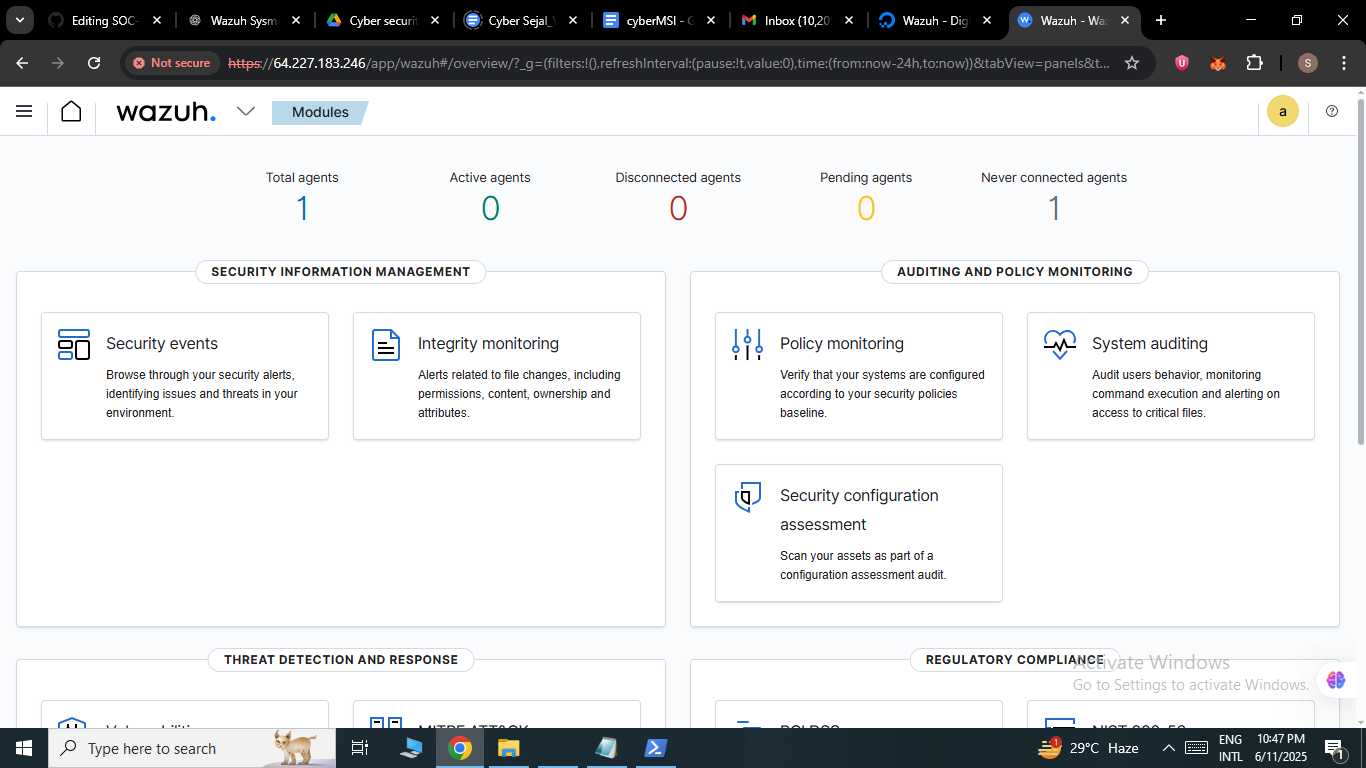 Editing SOC-
Wazuh Sysm
Cyber securit
Cyber Sejal_
cyberMSI - G
Inbox (10,20
Wazuh - Dig
Wazuh - Wa
Not secure
https://64.227.183.246/app/wazuh#/overview/?_g=(filters:!(),refreshInterval:(pause:!t,value:0),time:(from:now-24h,to:now))&tabView=panels&t...
S
wazuh.
Modules
a
Total agents
1
Active agents
0
Disconnected agents
0
Pending agents
0
Never connected agents
1
SECURITY INFORMATION MANAGEMENT
Security events
Browse through your security alerts,
identifying issues and threats in your
environment.
Integrity monitoring
Alerts related to file changes, including
permissions, content, ownership and
attributes.
AUDITING AND POLICY MONITORING
Policy monitoring
Verify that your systems are configured
according to your security policies
baseline.
System auditing
Audit users behavior, monitoring
command execution and alerting on
access to critical files.
Security configuration
assessment
Scan your assets as part of a
configuration assessment audit.
THREAT DETECTION AND RESPONSE
REGULATORY COMPLIANCE
Activate Windows
Go to Settings to activate Windows.
Type here to search
1
29°C Haze
ENG
INTL
10:47 PM
6/11/2025
1